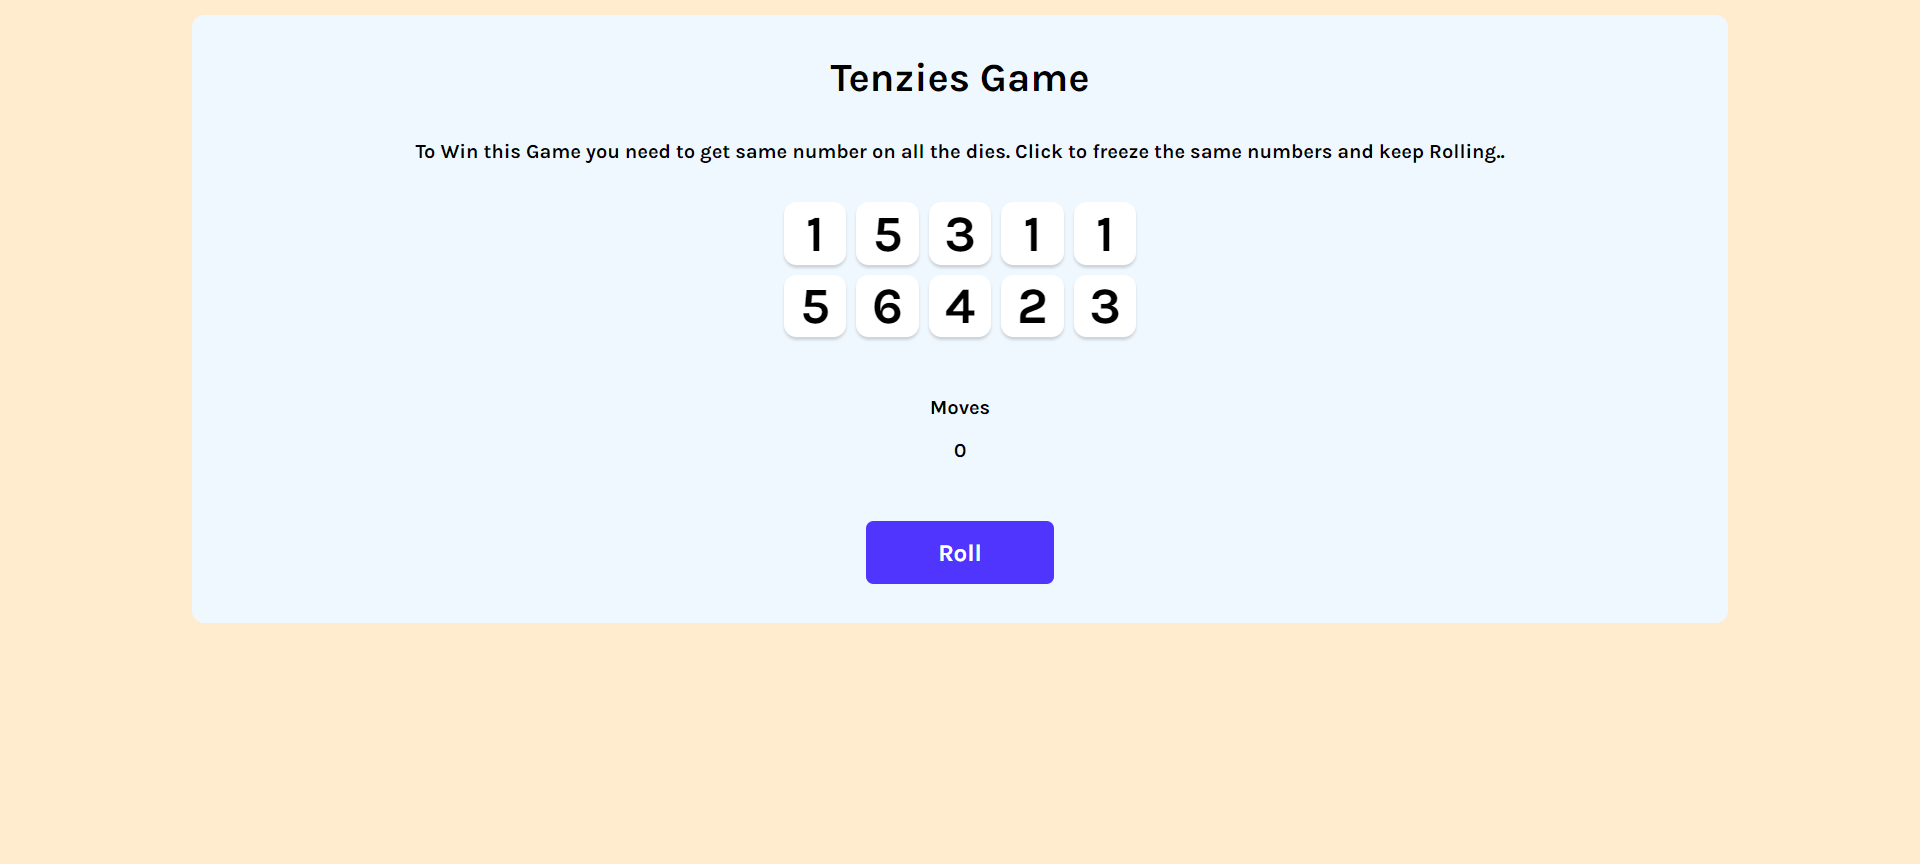 Tenzies Game
To Win this Game you need to get same number on all the dies. Click to freeze the same numbers and keep Rolling..
1 5 3 1 1
5 6 4 2 3
Moves
0
Roll